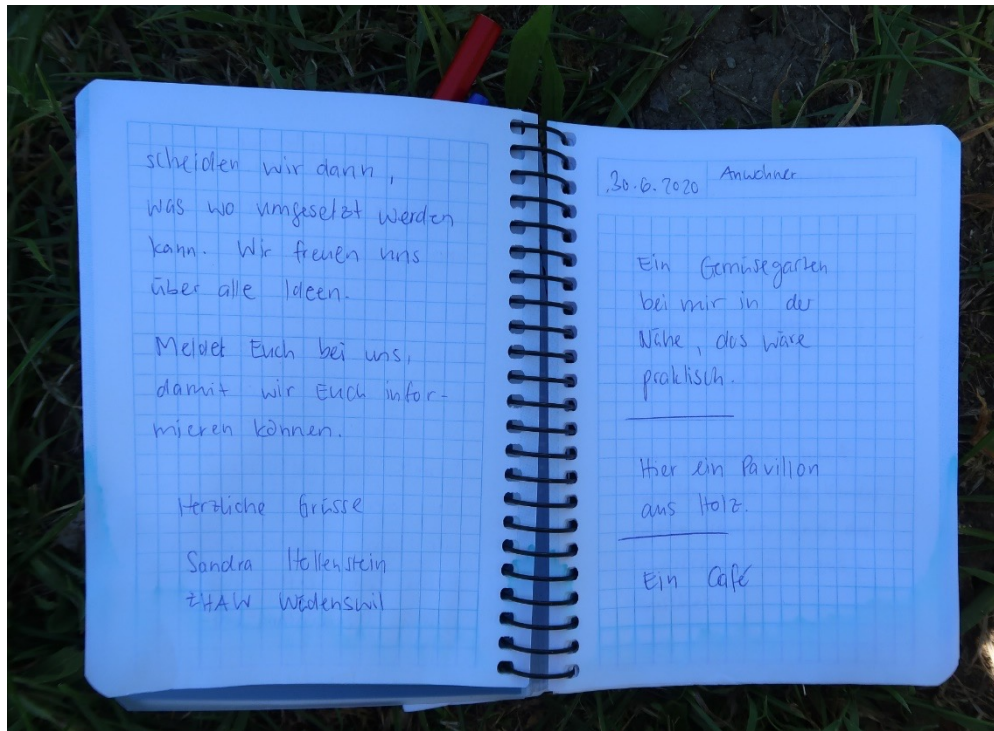 scheiden wir dann,
was wo umgesetzt werden
kann. Wir freuen uns
über alle Ideen.
Meldet Euch bei uns,
damit wir Euch infor-
mieren können.
Herzliche Grüsse
Sandra Hellenstein
ZHAW Wädenswil
30.6.2020 Anwohner
Ein Gemüsegarten
bei mir in der
Nähe, das wäre
praktisch.
Hier ein Pavillon
aus Holz.
Ein Café